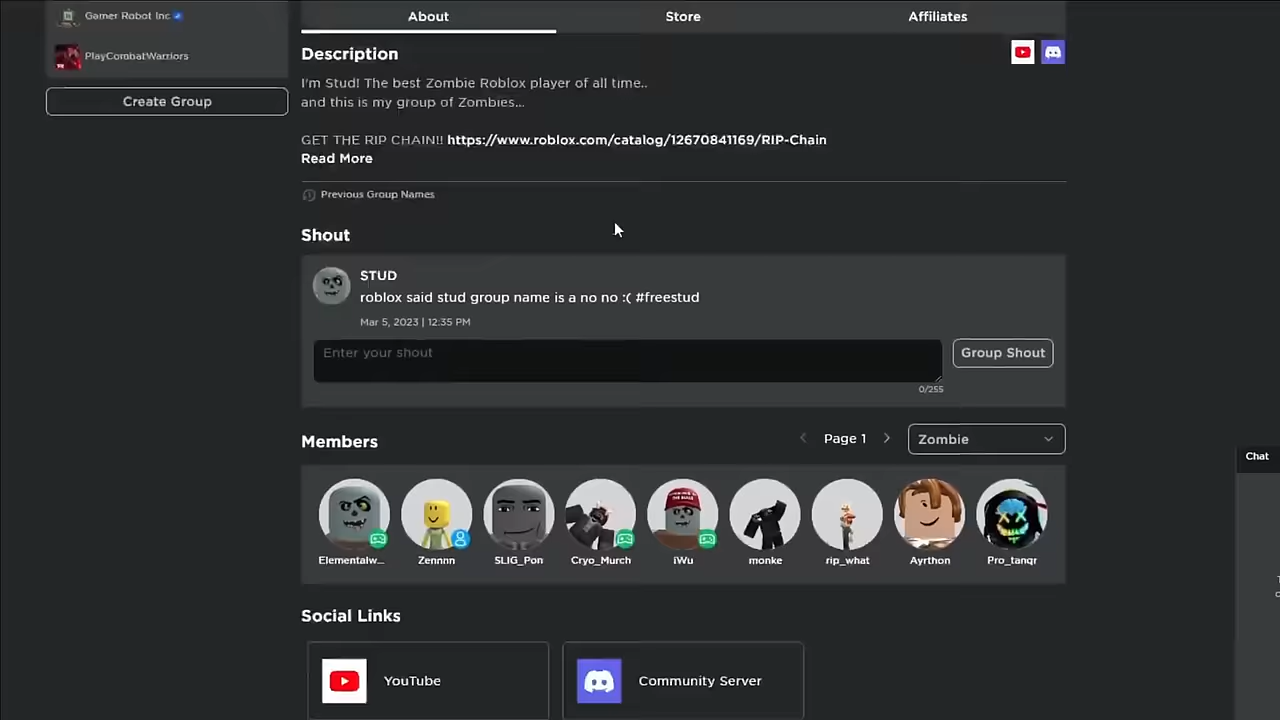 Gamer Robot Inc
PlayCombatWarriors
Create Group
About
Store
Affiliates
Description
I'm Stud! The best Zombie Roblox player of all time..
and this is my group of Zombies...
GET THE RIP CHAIN!! https://www.roblox.com/catalog/12670841169/RIP-Chain
Read More
Previous Group Names
Shout
STUD
roblox said stud group name is a no no :( #freestud
Mar 5, 2023 | 12:35 PM
Enter your shout
Group Shout
0/255
Members
Page 1
Zombie
Elementalw...
Zennnn
SLIG_Pon
Cryo_Murch
iWu
monke
rip_what
Ayrthon
Pro_tanqr
Chat
Social Links
YouTube
Community Server